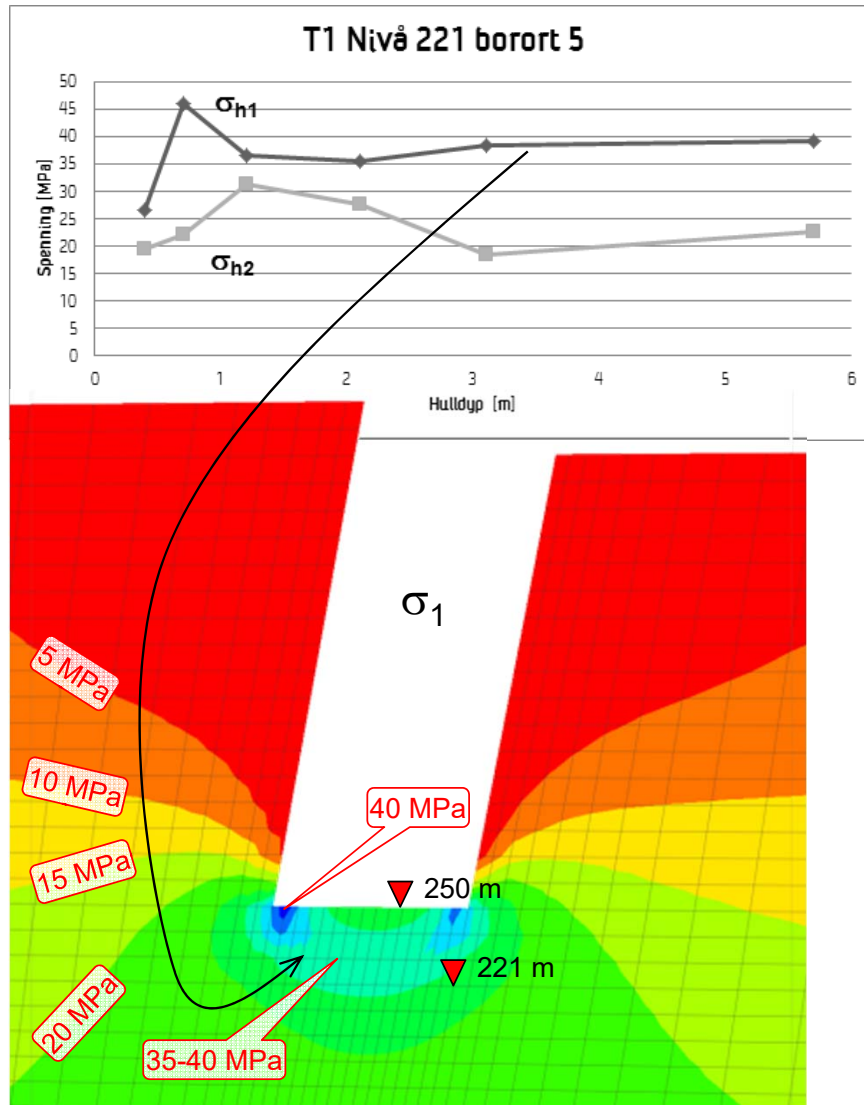 T1 Nivå 221 borort 5
50
45
40
35
30
25
20
15
10
5
0
Spenning [MPa]
σh1
σh2
0 1 2 3 4 5 6
Hulldyp [m]
σ1
5 MPa
10 MPa
40 MPa
15 MPa
250 m
221 m
20 MPa
35-40 MPa